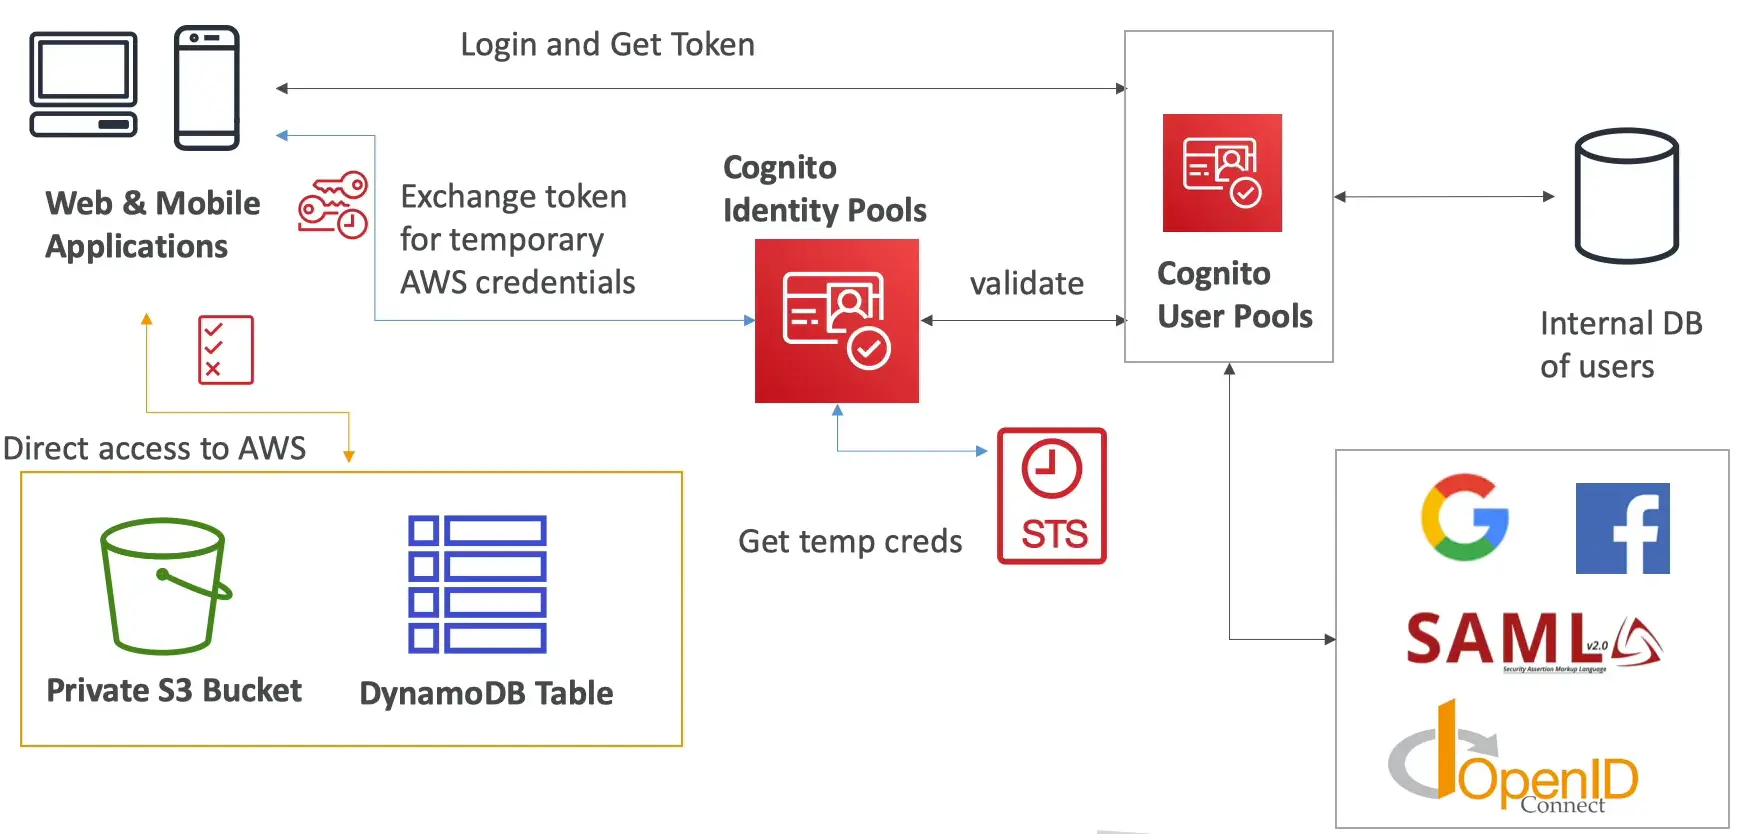 Login and Get Token
Web & Mobile
Applications
Exchange token
for temporary
AWS credentials
Cognito
Identity Pools
validate
Cognito
User Pools
Internal DB
of users
Direct access to AWS
Get temp creds
STS
Private S3 Bucket
DynamoDB Table
SAML v2.0
Security Assertion Markup Language
OpenID
Connect